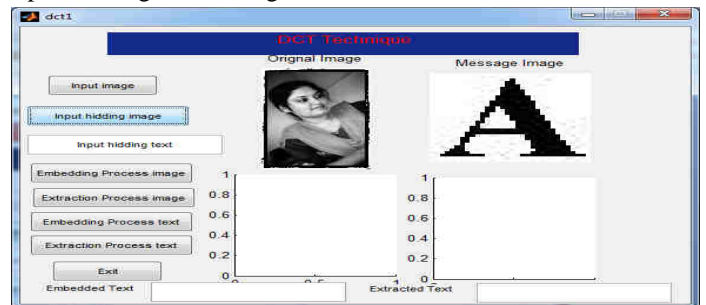 dct1
DCT Technique
Orignal Image
Message Image
Input image
Input hidding image
Input hidding text
A
Embedding Process image
Extraction Process image
Embedding Process text
Extraction Process text
Exit
1
0.8
0.6
0.4
0.2
0
0.5
1
1
0.8
0.6
0.4
0.2
Embedded Text
Extracted Text